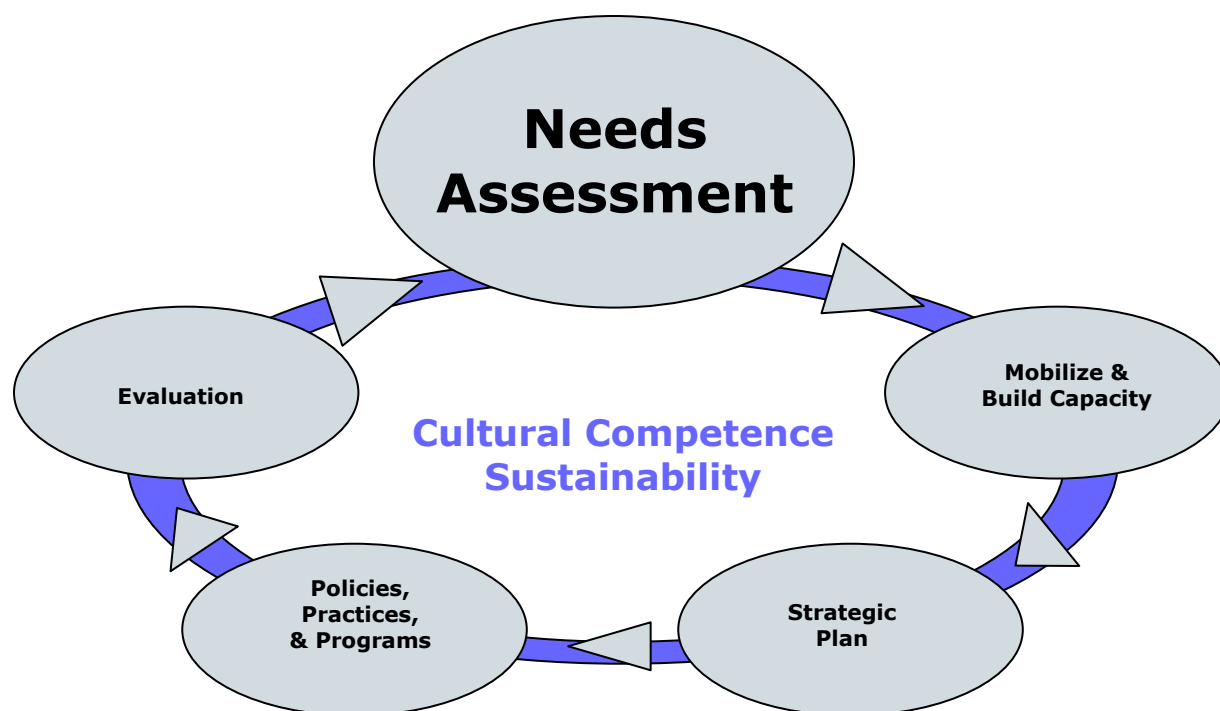 Needs
Assessment
Mobilize &
Build Capacity
Strategic
Plan
Policies,
Practices,
& Programs
Evaluation
Cultural Competence
Sustainability